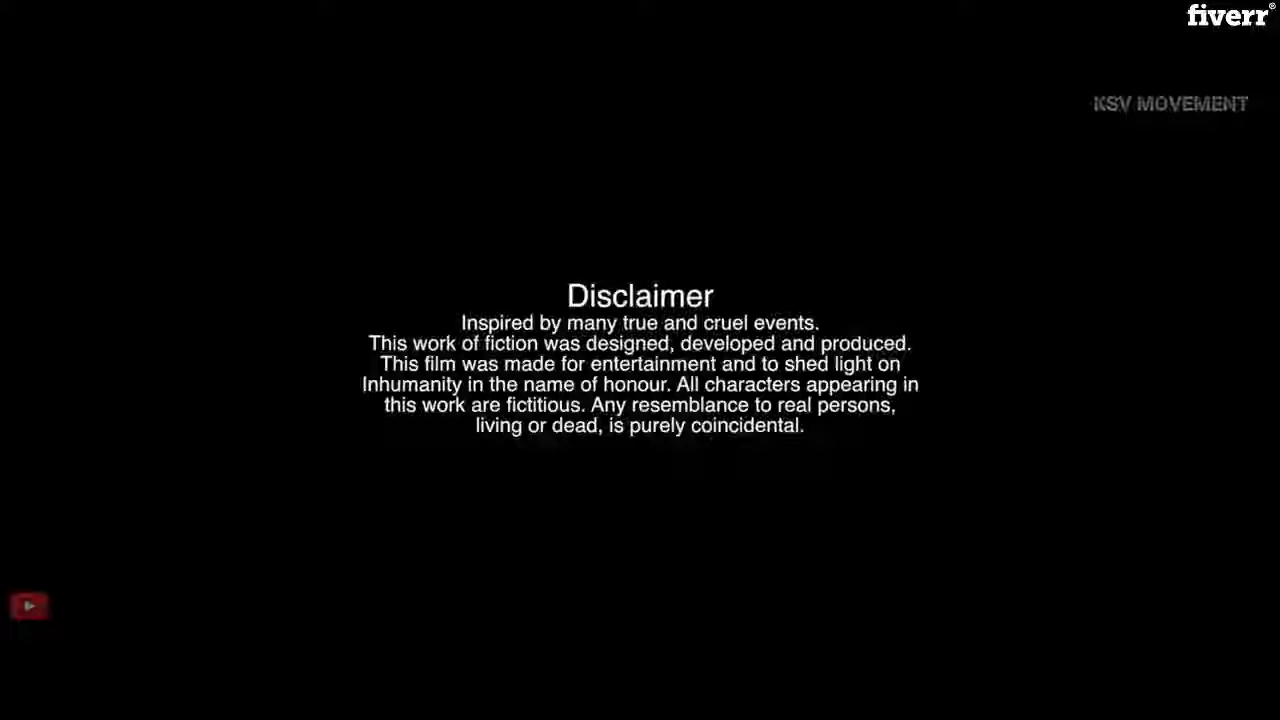 fiverr®
KSV MOVEMENT
Disclaimer
Inspired by many true and cruel events.
This work of fiction was designed, developed and produced.
This film was made for entertainment and to shed light on
Inhumanity in the name of honour. All characters appearing in
this work are fictitious. Any resemblance to real persons,
living or dead, is purely coincidental.